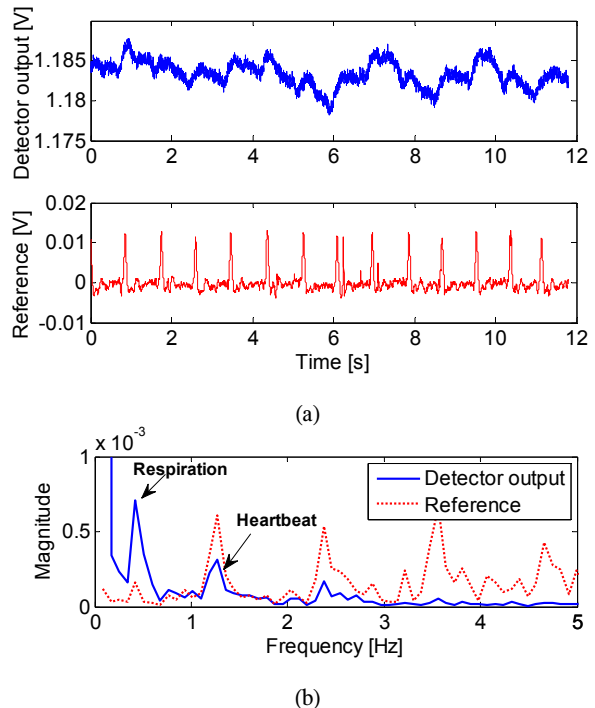 Detector output [V]
1.185
1.18
1.175
0 2 4 6 8 10 12
Reference [V]
0.02
0.01
0
-0.01
0 2 4 6 8 10 12
Time [s]
(a)
x 10-3
1
0.5
0
Magnitude
Respiration
Heartbeat
Detector output
Reference
0 1 2 3 4 5
Frequency [Hz]
(b)